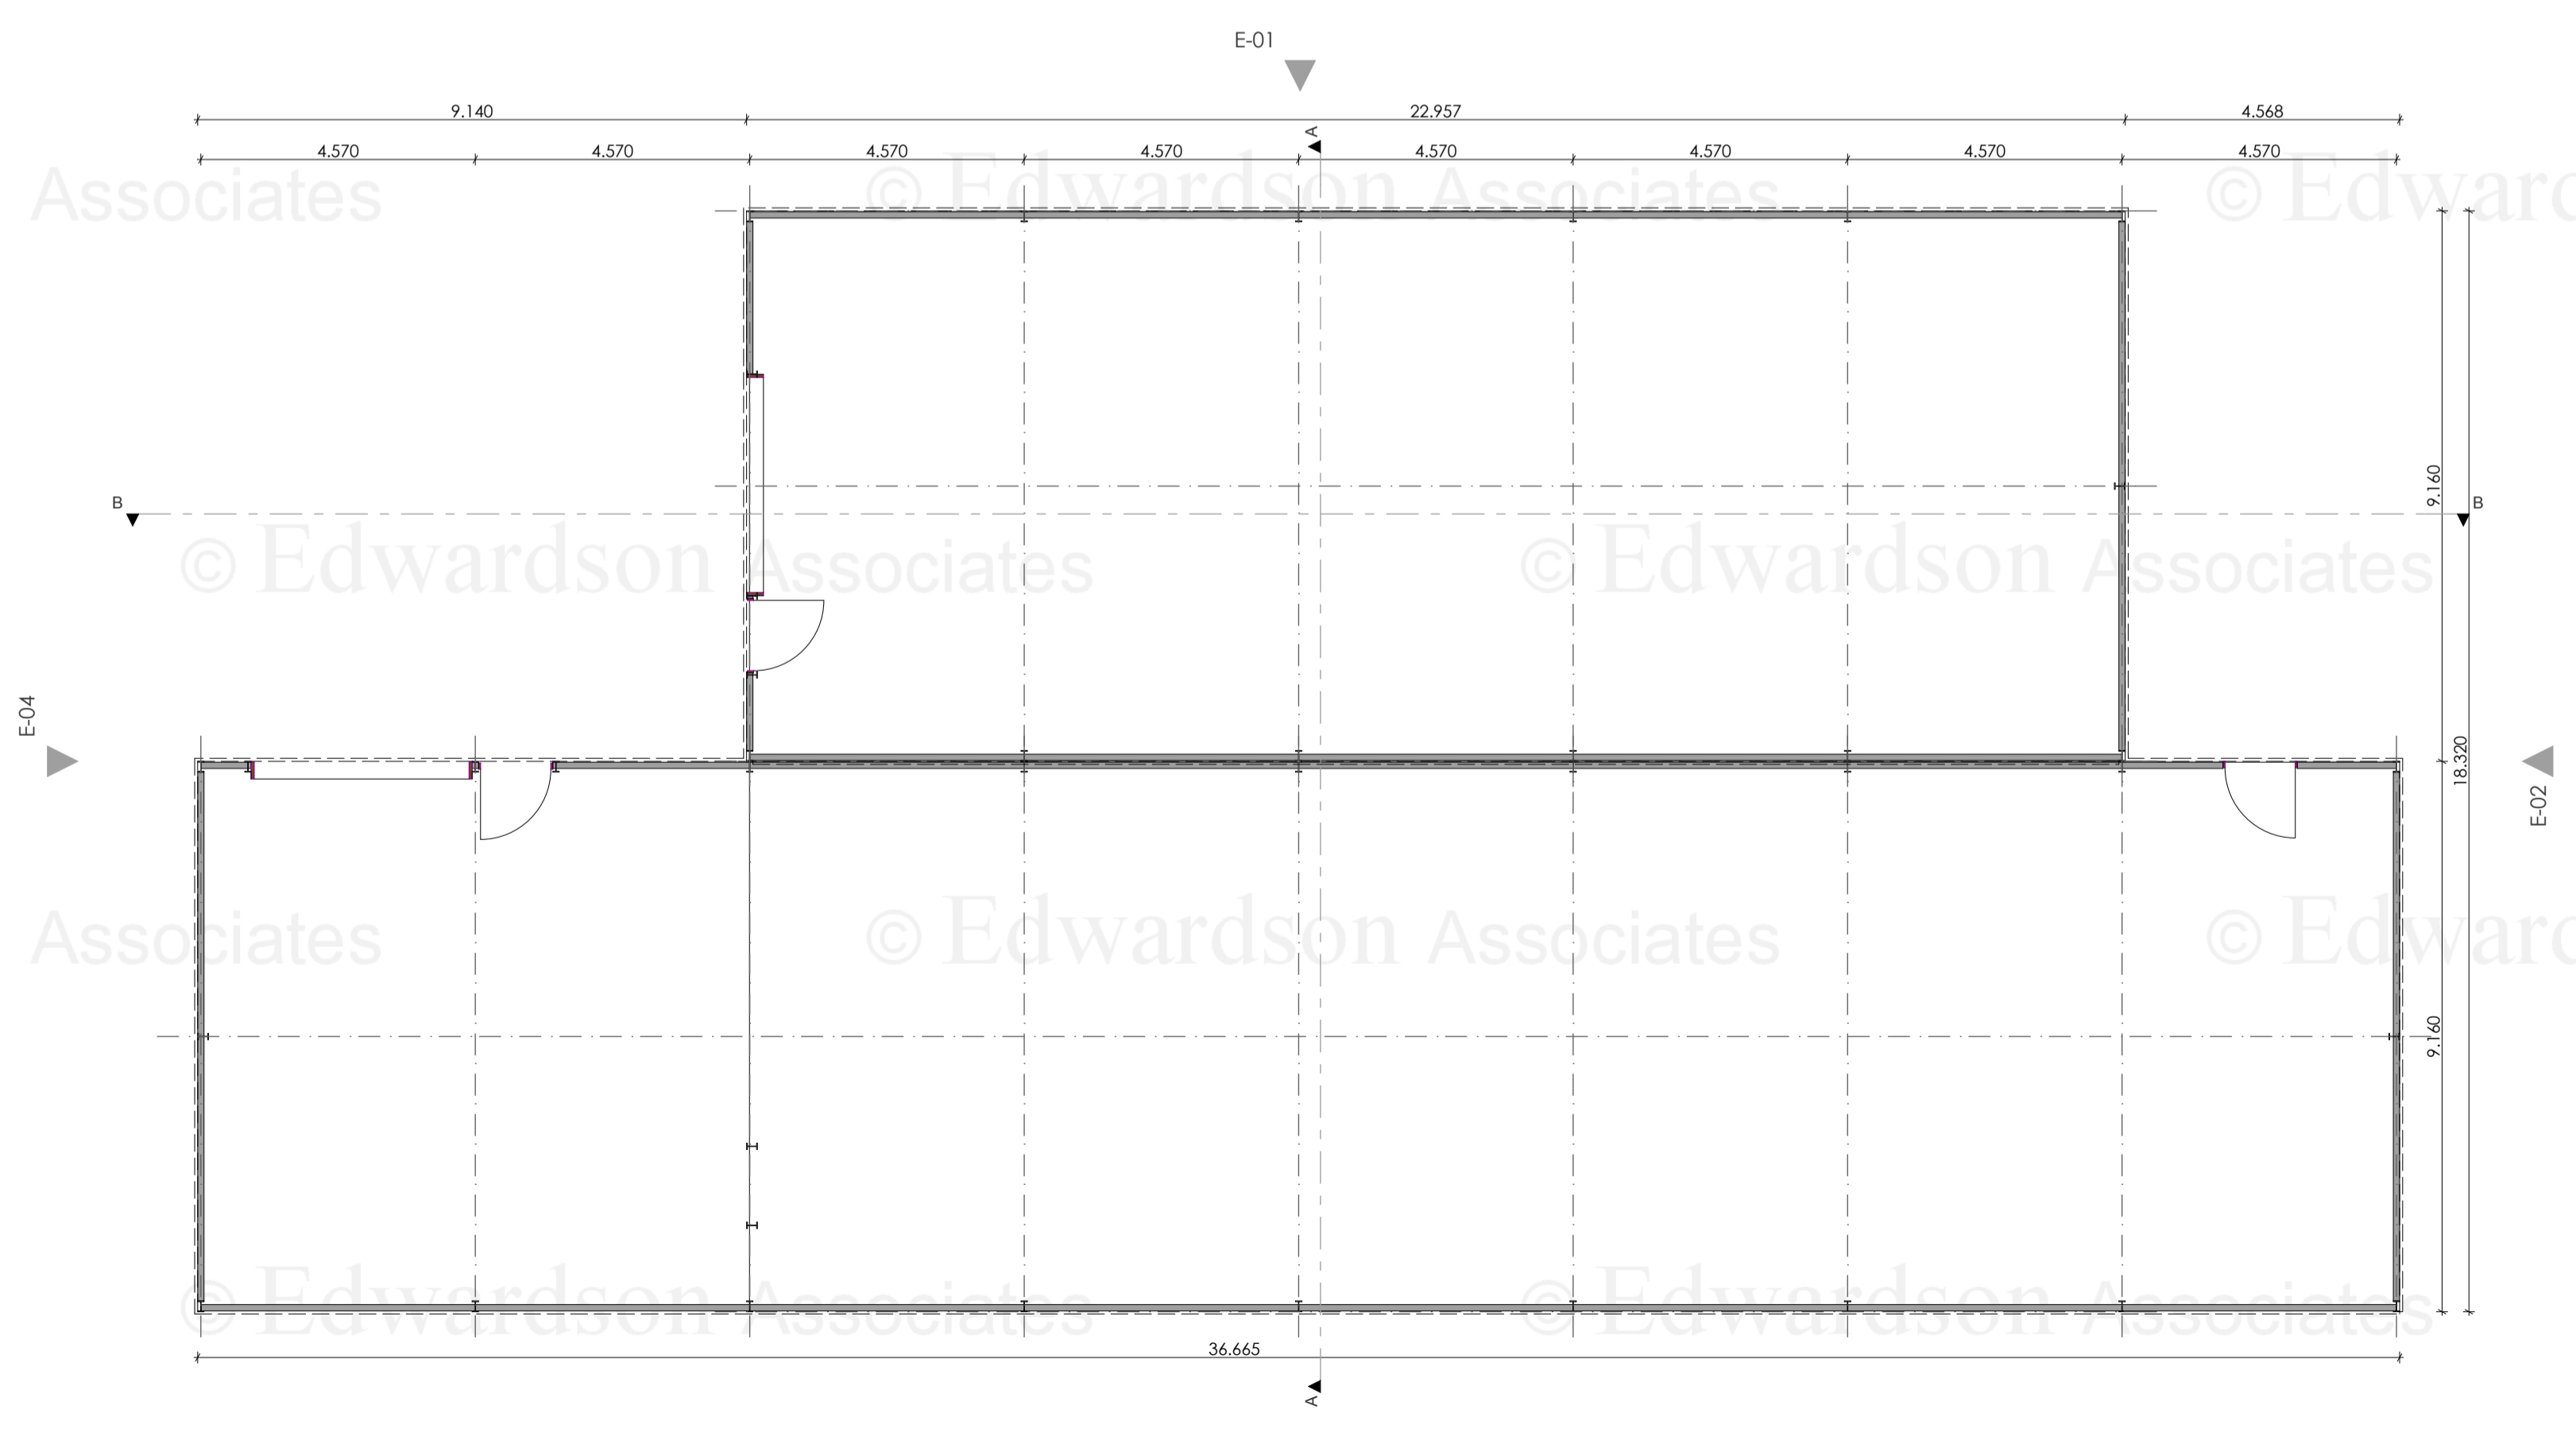 E-01
9.140 22.957 4.568
A
4.570 4.570 4.570 4.570 4.570 4.570 4.570 4.570
Associates © Edwardson Associates © Edward
9.160
B B
© Edwardson Associates © Edwardson Associates
E-04
18.320
E-02
Associates © Edwardson Associates © Edward
9.160
© Edwardson Associates © Edwardson Associates
36.665
A